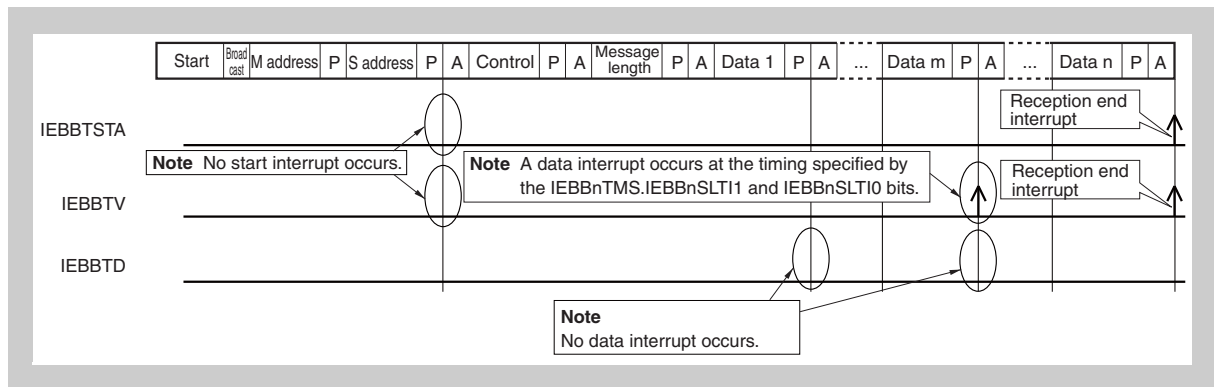 Start Broad cast M address P S address P A Control P A Message length P A Data 1 P A ... Data m P A ... Data n P A
Reception end
interrupt
IEBBTSTA
Note No start interrupt occurs.
Note A data interrupt occurs at the timing specified by
the IEBBnTMS.IEBBnSLTI1 and IEBBnSLTI0 bits.
Reception end
interrupt
IEBBTV
IEBBTD
Note
No data interrupt occurs.